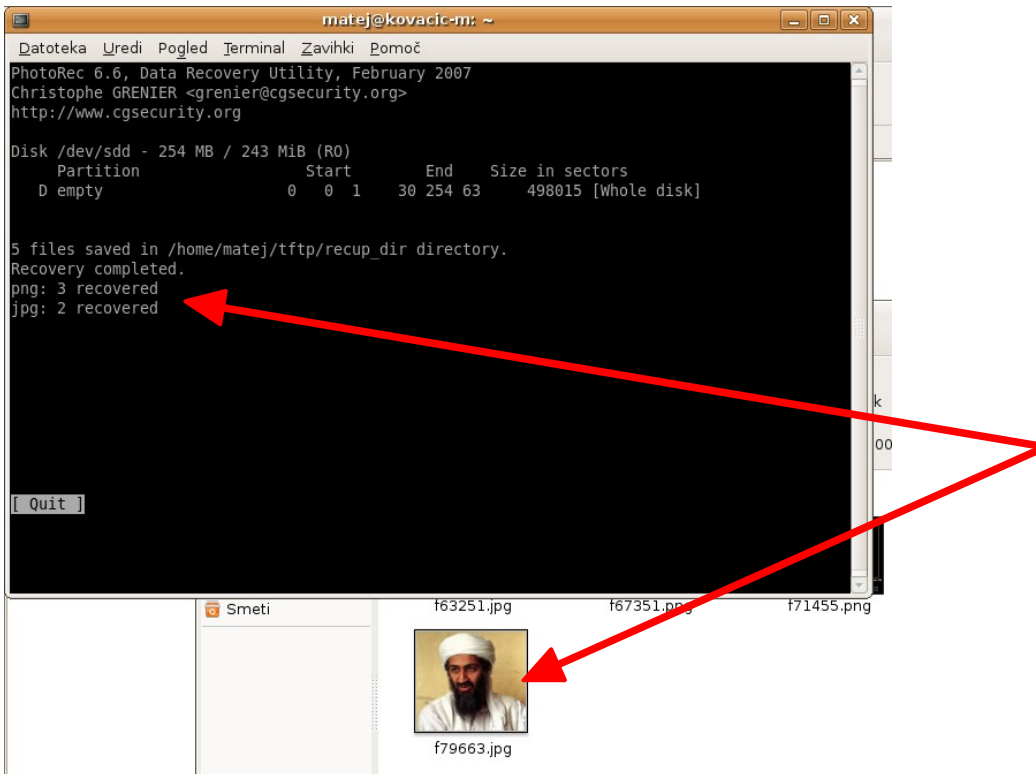 matej@kovacic-m: ~
Datoteka Uredi Pogled Terminal Zavihki Pomoč
PhotoRec 6.6, Data Recovery Utility, February 2007
Christophe GRENIER <grenier@cgsecurity.org>
http://www.cgsecurity.org
Disk /dev/sdd - 254 MB / 243 MiB (RO)
Partition Start End Size in sectors
D empty 0 0 1 30 254 63 498015 [Whole disk]
5 files saved in /home/matej/tftp/recup_dir directory.
Recovery completed.
png: 3 recovered
jpg: 2 recovered
k
00
[ Quit ]
Smeti
f63251.jpg f67351.png f71455.png
f79663.jpg